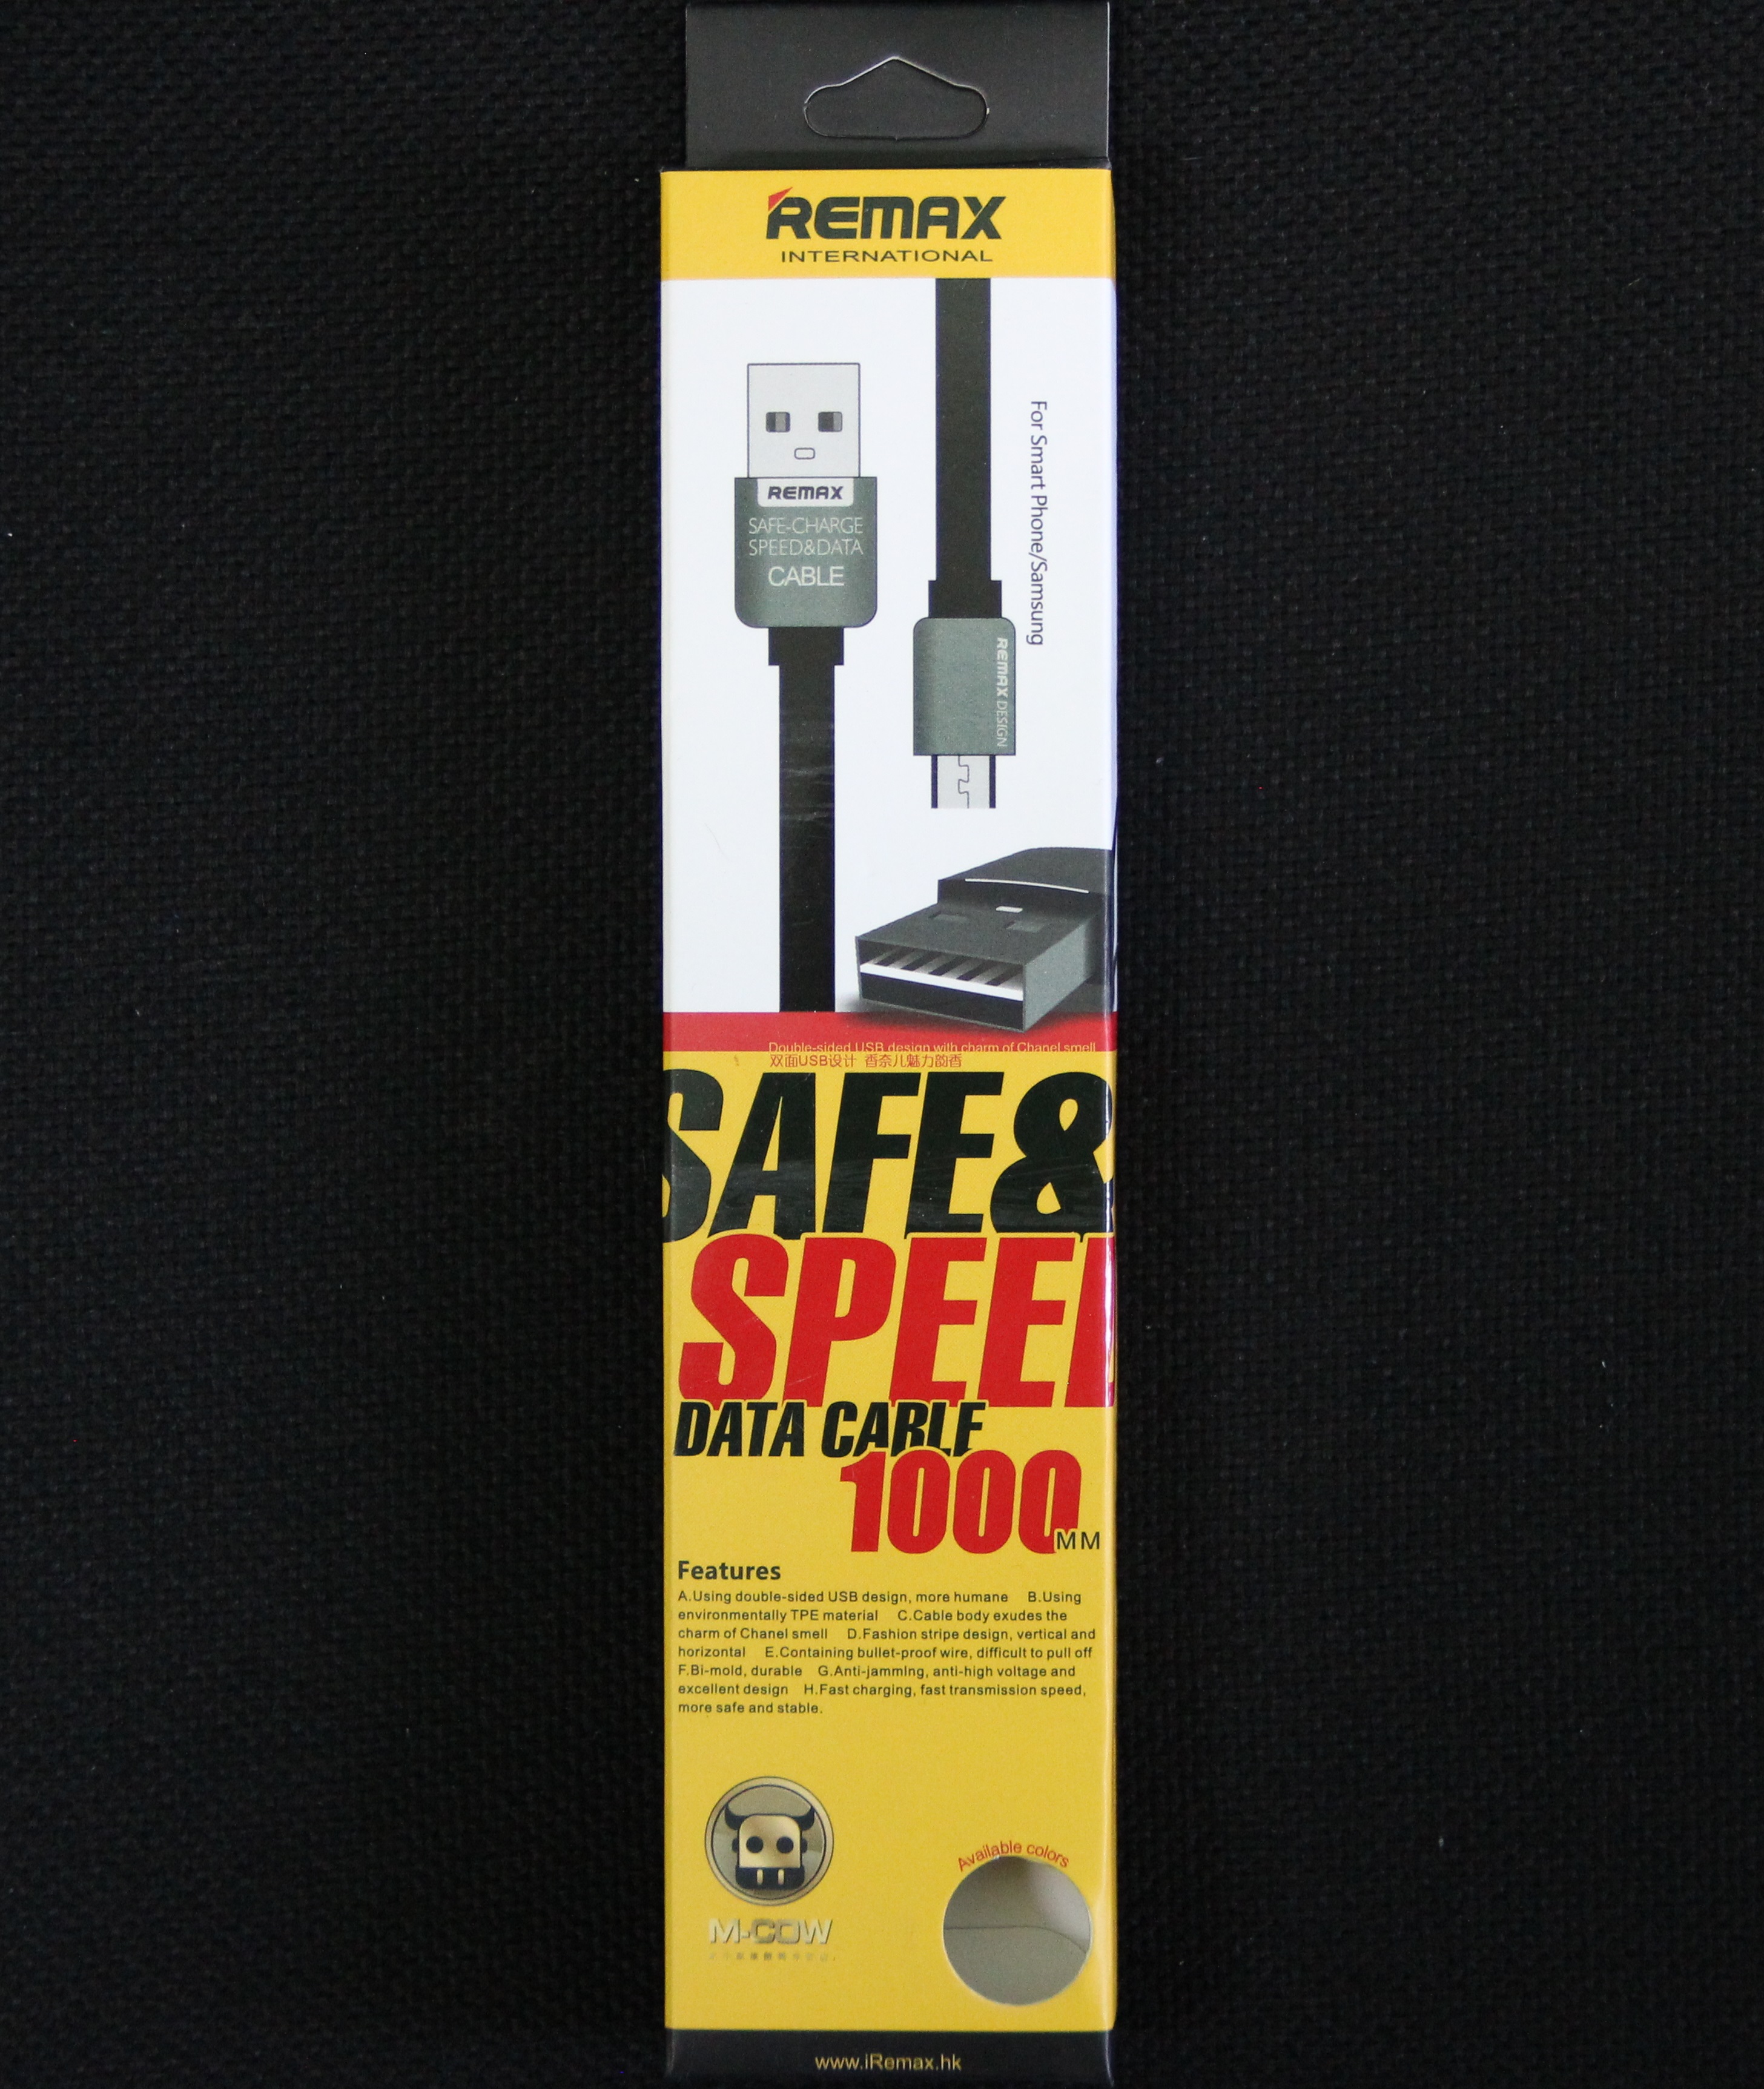 REMAX
INTERNATIONAL
REMAX
SAFE-CHARGE
SPEED&DATA
CABLE
For Smart Phone/Samsung
REMAX DESIGN
Double-sided USB design with charm of Chanel smell
双面USB设计 香奈儿魅力韵香
SAFE&
SPEED
DATA CABLE
1000MM
Features
A.Using double-sided USB design, more humane B.Using
environmentally TPE material C.Cable body exudes the
charm of Chanel smell D.Fashion stripe design, vertical and
horizontal E.Containing bullet-proof wire, difficult to pull off
F.Bi-mold, durable G.Anti-jamming, anti-high voltage and
excellent design H.Fast charging, fast transmission speed,
more safe and stable.
M-COW
Available colors
www.iRemax.hk